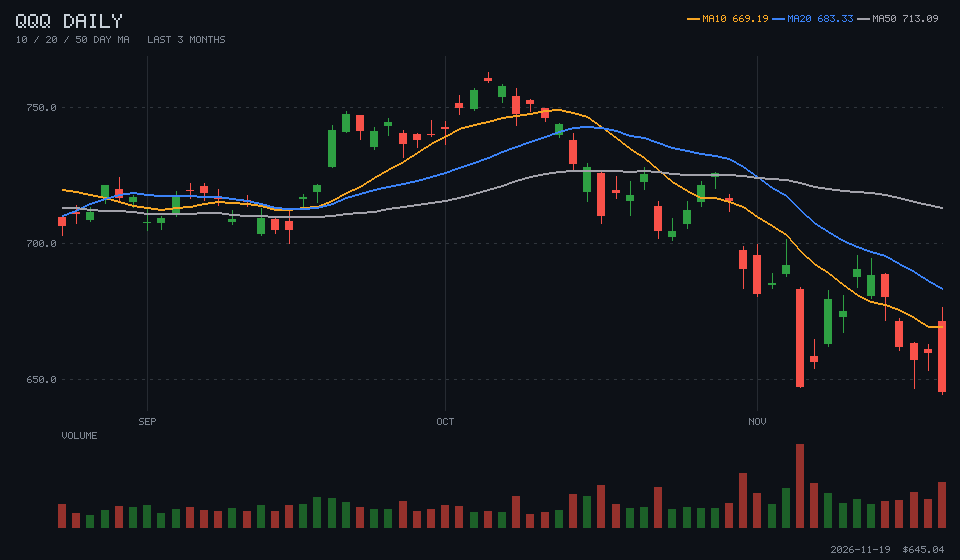 QQQ DAILY
MA10 669.19 MA20 683.33 MA50 713.09
10 / 20 / 50 DAY MA LAST 3 MONTHS
750.0
700.0
650.0
SEP OCT NOV
VOLUME
2026-11-19 $645.04